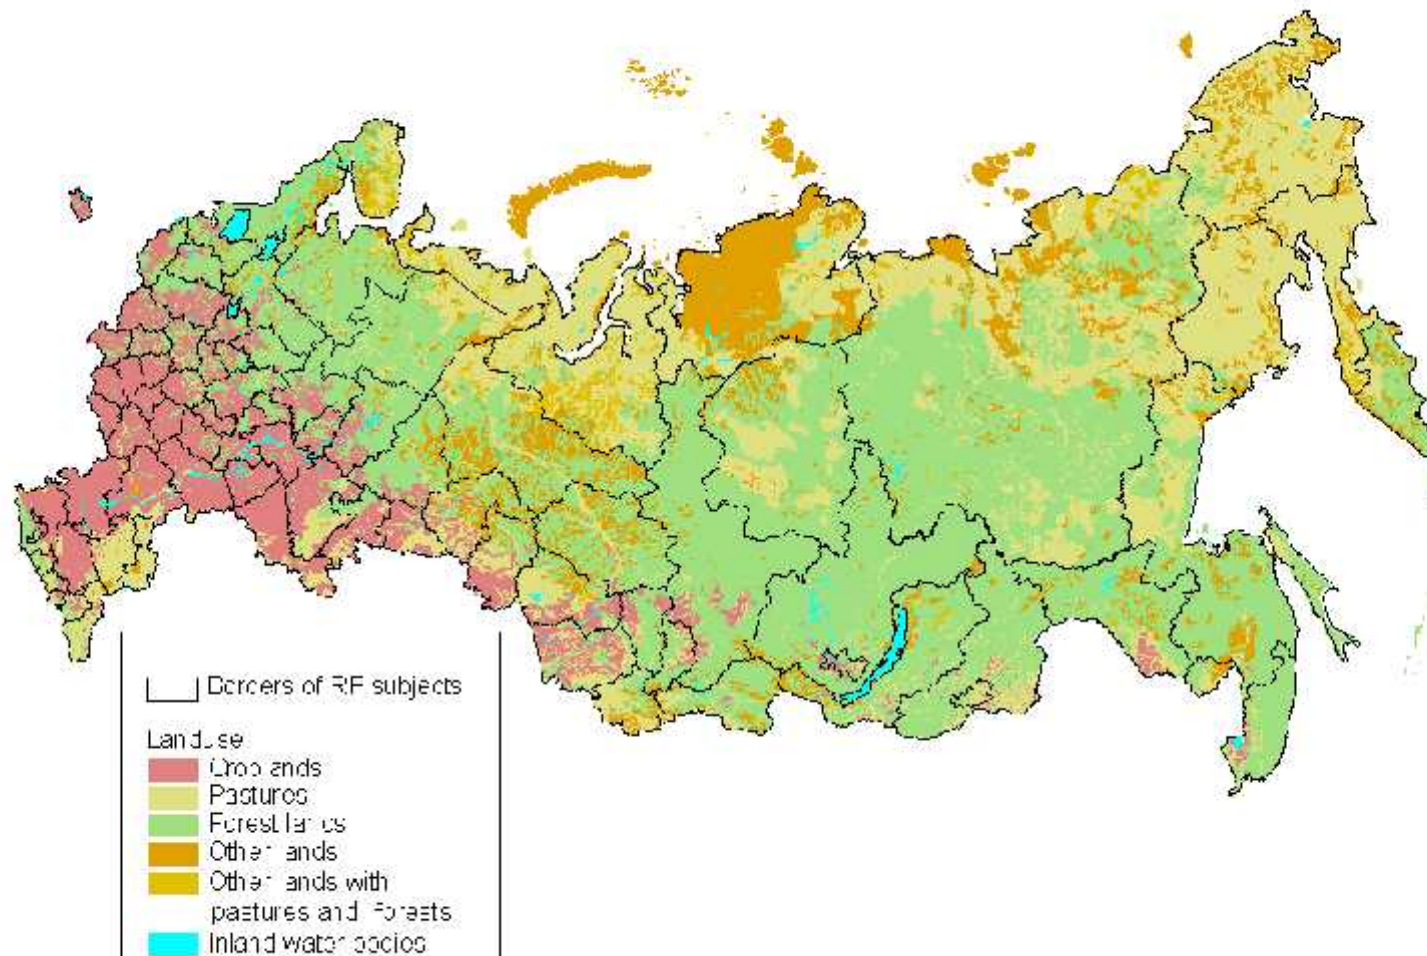 Borders of RF subjects
Landuse
Croplands
Pastures
Forest lands
Other lands
Other lands with
pastures and Forests
Inland water bodies